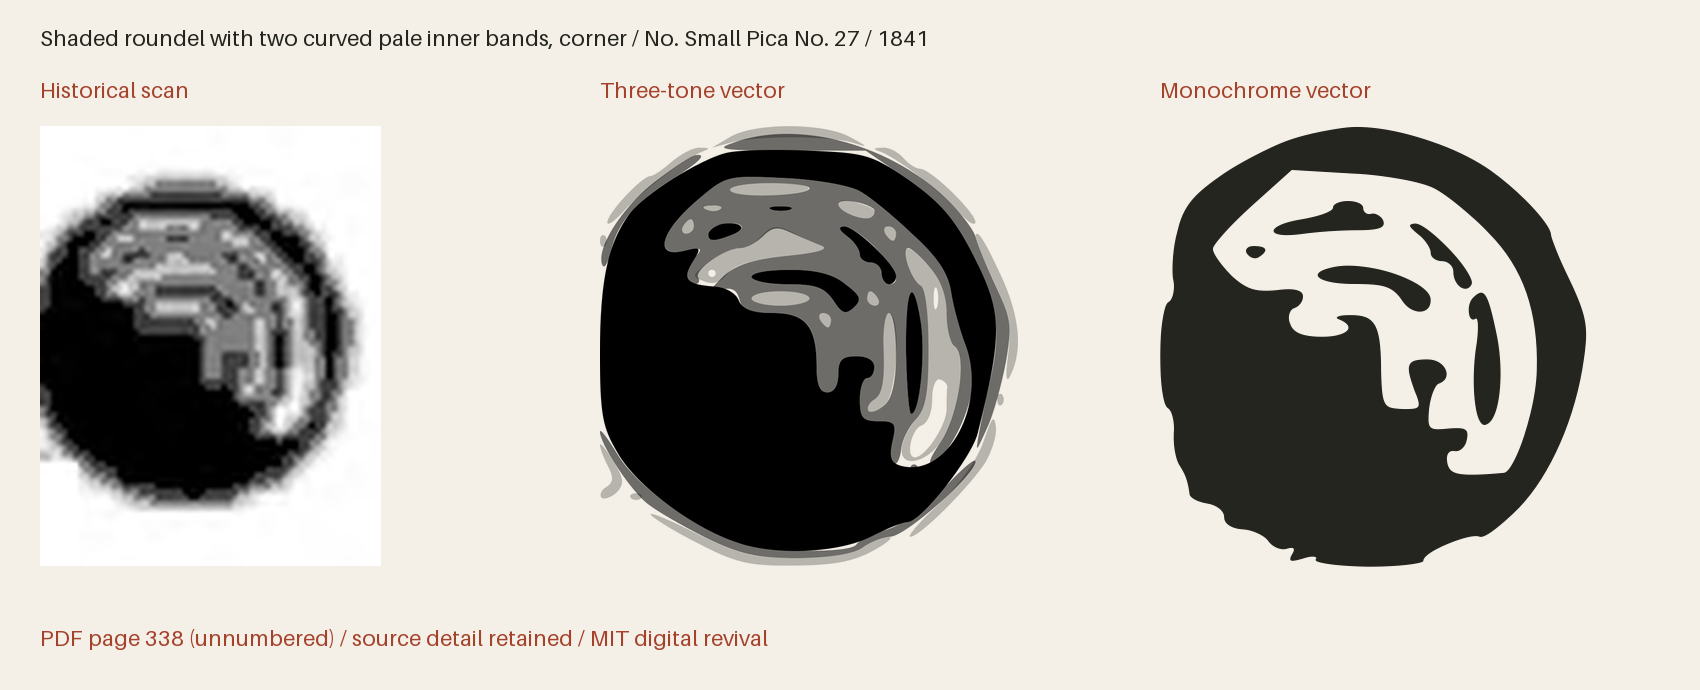 Shaded roundel with two curved pale inner bands, corner / No. Small Pica No. 27 / 1841
Historical scan
Three-tone vector
Monochrome vector
PDF page 338 (unnumbered) / source detail retained / MIT digital revival